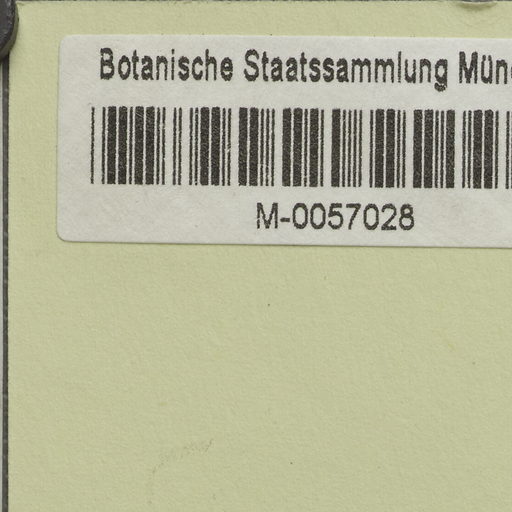 Botanische Staatssammlung Mün
M-0057028